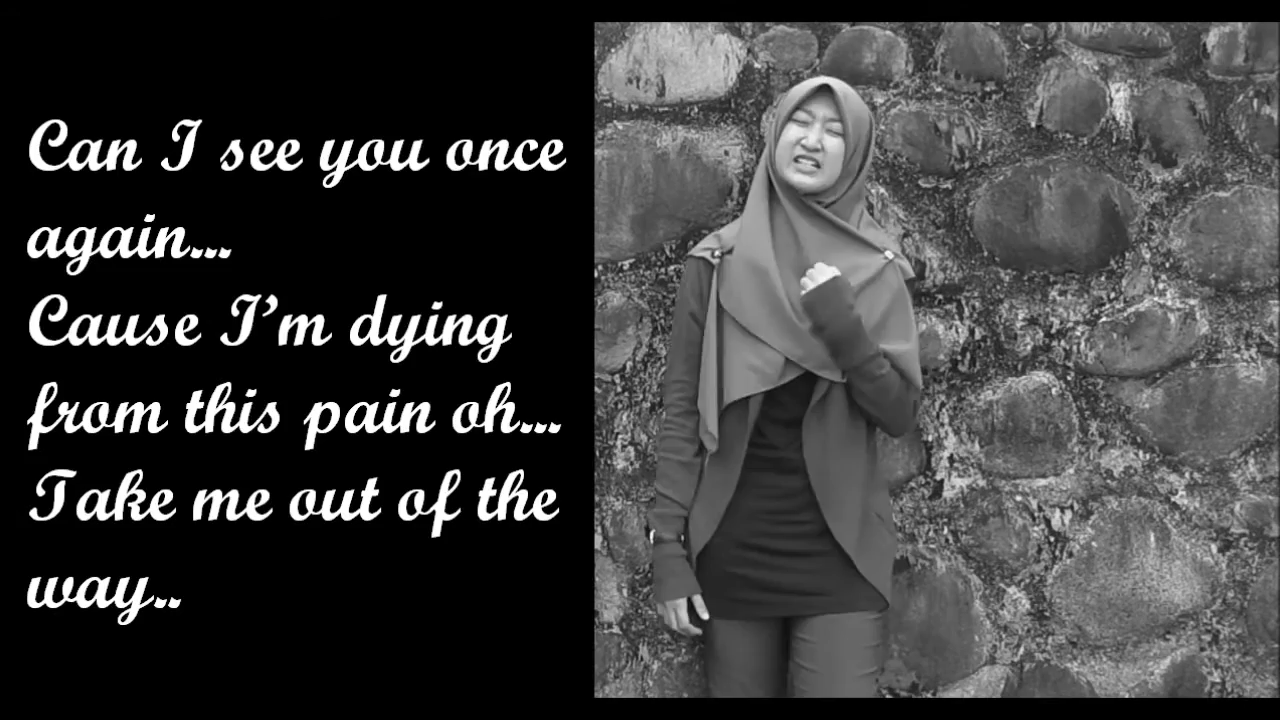 Can I see you once
again...
Cause I'm dying
from this pain oh...
Take me out of the
way..